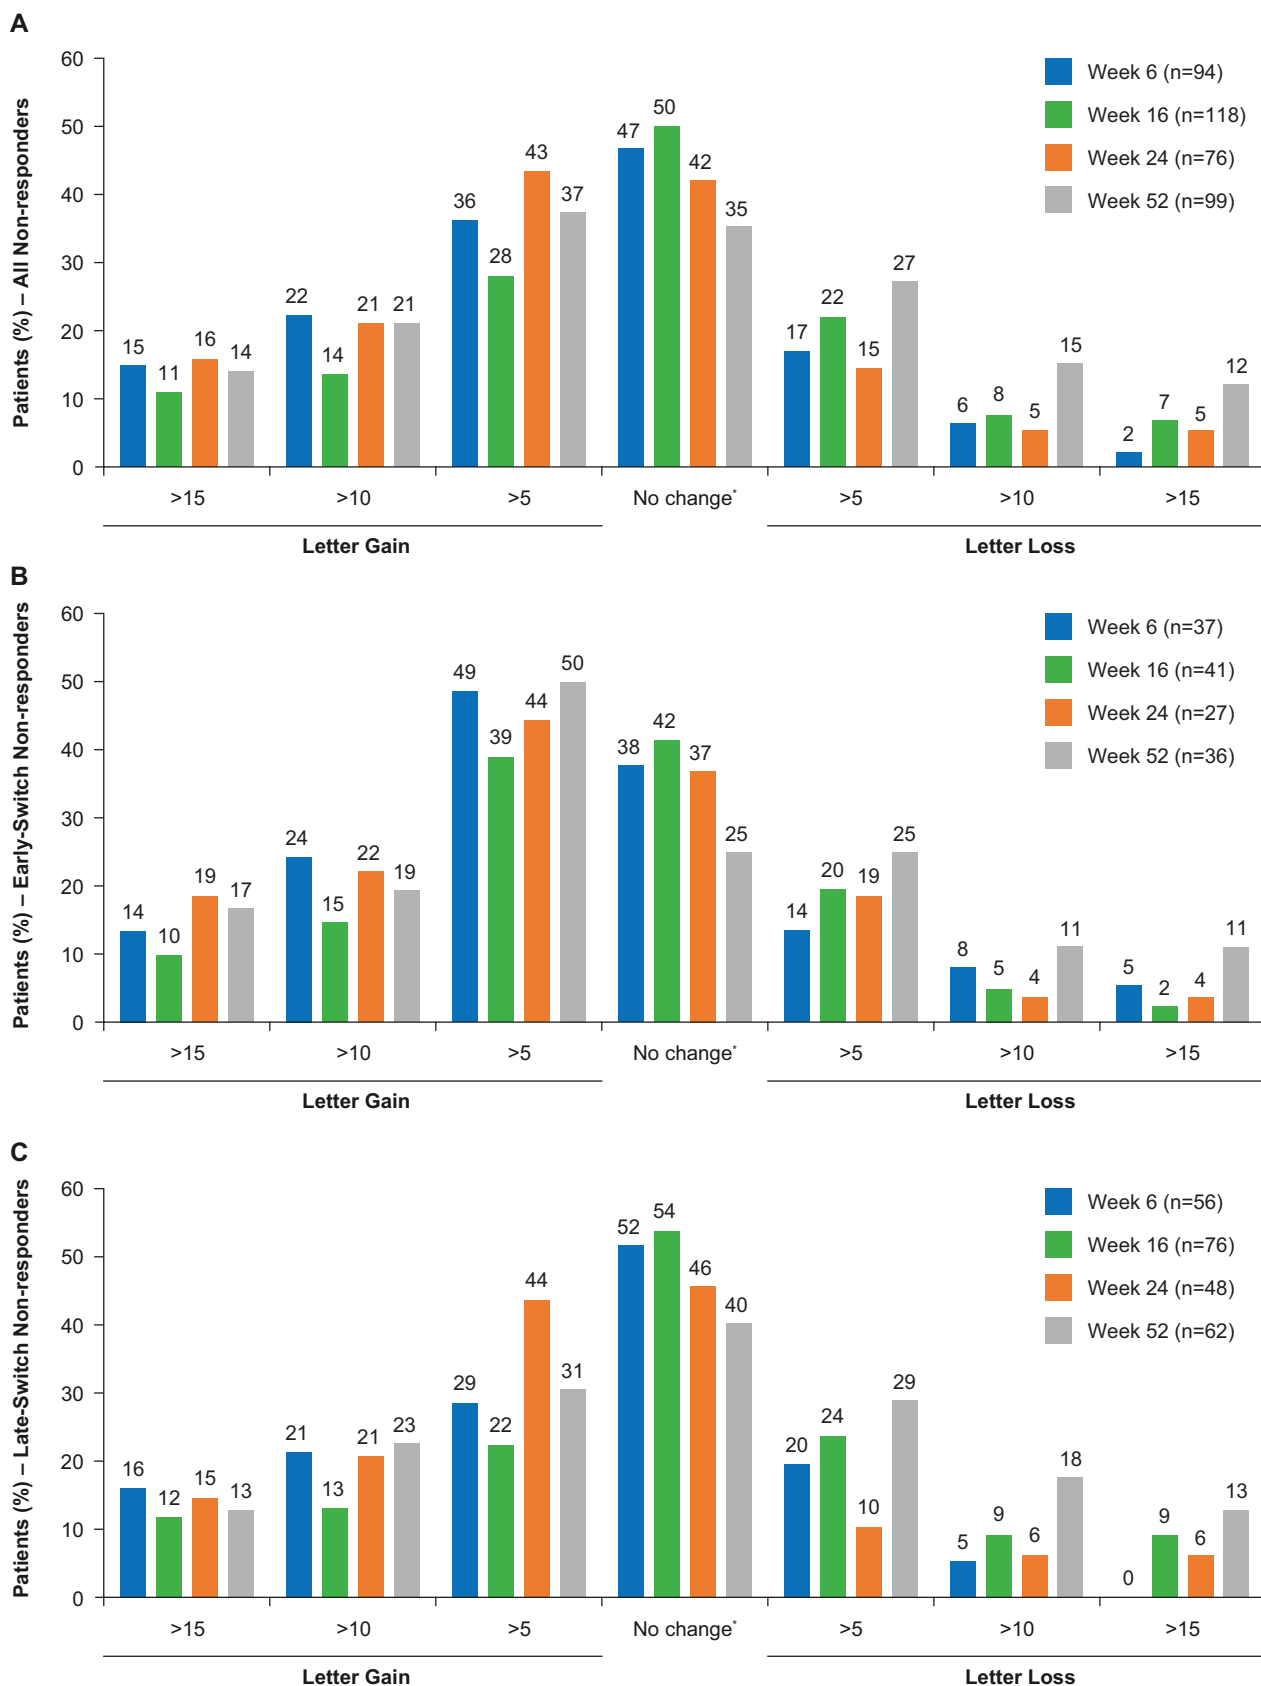 A
Patients (%) – All Non-responders
60
50
40
30
20
10
0
Week 6 (n=94)
Week 16 (n=118)
Week 24 (n=76)
Week 52 (n=99)
15 11 16 14
22 14 21 21
36 28 43 37
47 50 42 35
17 22 15 27
6 8 5 15
2 7 5 12
>15 >10 >5 No change* >5 >10 >15
Letter Gain Letter Loss
B
Patients (%) – Early-Switch Non-responders
60
50
40
30
20
10
0
Week 6 (n=37)
Week 16 (n=41)
Week 24 (n=27)
Week 52 (n=36)
14 10 19 17
24 15 22 19
49 39 44 50
38 42 37 25
14 20 19 25
8 5 4 11
5 2 4 11
>15 >10 >5 No change* >5 >10 >15
Letter Gain Letter Loss
C
Patients (%) – Late-Switch Non-responders
60
50
40
30
20
10
0
Week 6 (n=56)
Week 16 (n=76)
Week 24 (n=48)
Week 52 (n=62)
16 12 15 13
21 13 21 23
29 22 44 31
52 54 46 40
20 24 10 29
5 9 6 18
0 9 6 13
>15 >10 >5 No change* >5 >10 >15
Letter Gain Letter Loss